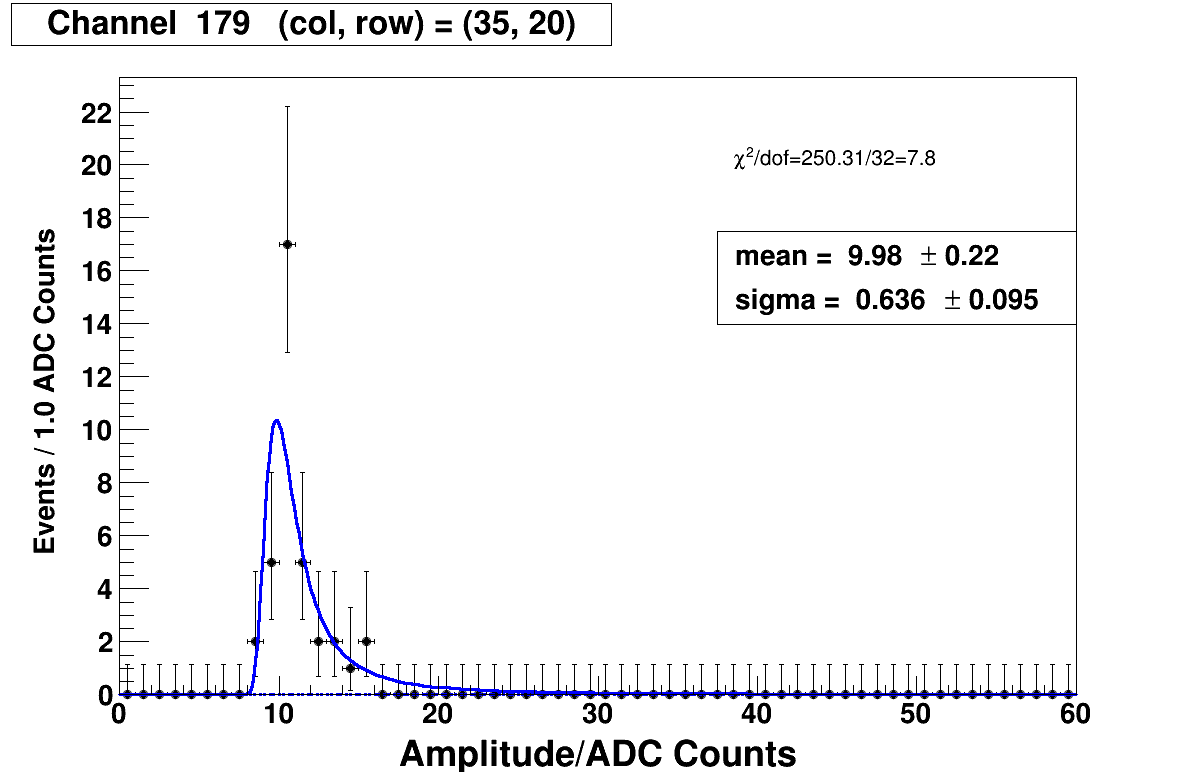 Channel 179 (col, row) = (35, 20)
χ²/dof=250.31/32=7.8
mean = 9.98 ± 0.22
sigma = 0.636 ± 0.095
Events / 1.0 ADC Counts
22
20
18
16
14
12
10
8
6
4
2
0
0 10 20 30 40 50 60
Amplitude/ADC Counts